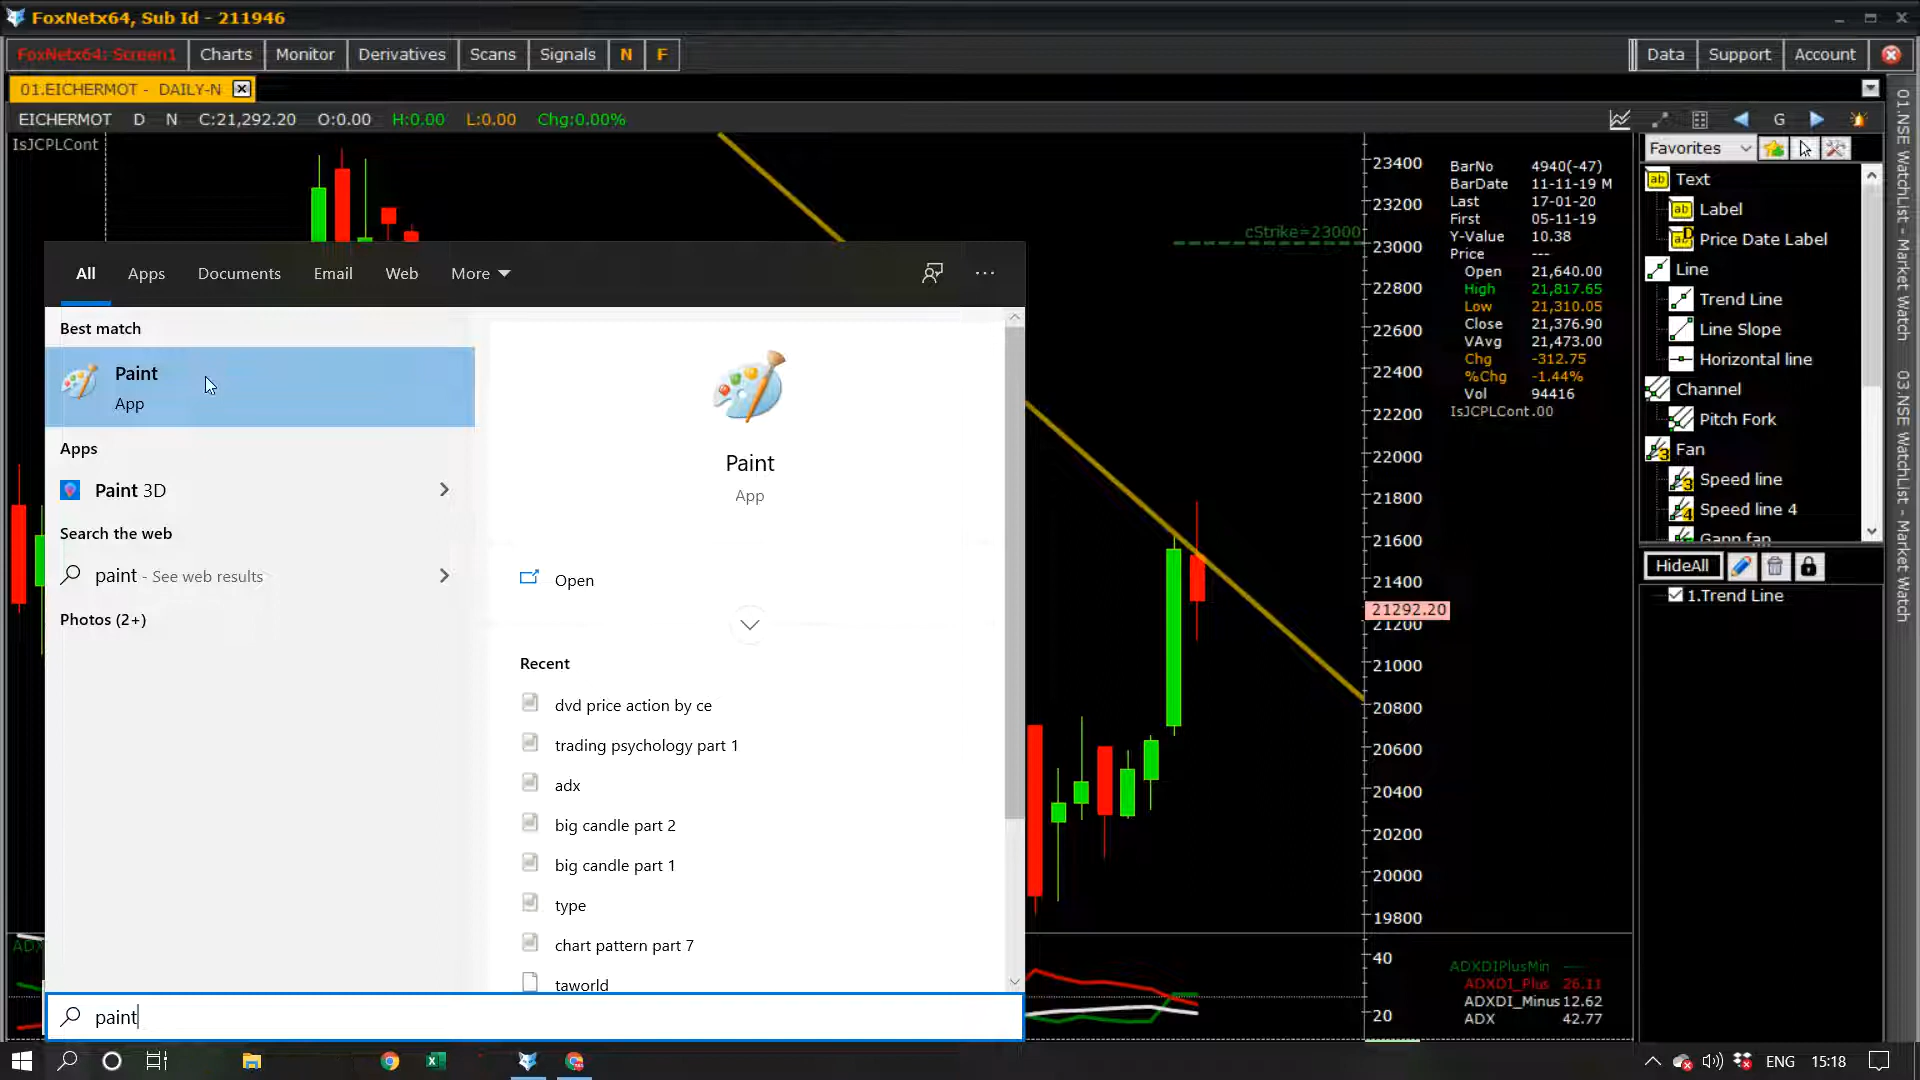 FoxNetx64, Sub Id - 211946
FoxNetx64: Screen1
Charts
Monitor
Derivatives
Scans
Signals
N
F
Data
Support
Account
01.EICHERMOT - DAILY-N
EICHERMOT D N C:21,292.20 O:0.00 H:0.00 L:0.00 Chg:0.00%
G
IsJCPLCont
cStrike=23000
All
Apps
Documents
Email
Web
More
Best match
Paint
App
Apps
Paint 3D
Search the web
paint - See web results
Photos (2+)
Paint
App
Open
Recent
dvd price action by ce
trading psychology part 1
adx
big candle part 2
big candle part 1
type
chart pattern part 7
taworld
paint
23400
23200
23000
22800
22600
22400
22200
22000
21800
21600
21400
21292.20
21200
21000
20800
20600
20400
20200
20000
19800
40
20
BarNo 4940(-47)
BarDate 11-11-19 M
Last 17-01-20
First 05-11-19
Y-Value 10.38
Price ---
Open 21,640.00
High 21,817.65
Low 21,310.05
Close 21,376.90
VAvg 21,473.00
Chg -312.75
%Chg -1.44%
Vol 94416
IsJCPLCont.00
ADXDIPlusMin
ADXDI_Plus 26.11
ADXDI_Minus 12.62
ADX 42.77
Favorites
Text
Label
Price Date Label
Line
Trend Line
Line Slope
Horizontal line
Channel
Pitch Fork
Fan
Speed line
Speed line 4
Gann fan
HideAll
1.Trend Line
01.NSE WatchList - Market Watch
03.NSE WatchList - Market Watch
ENG
15:18